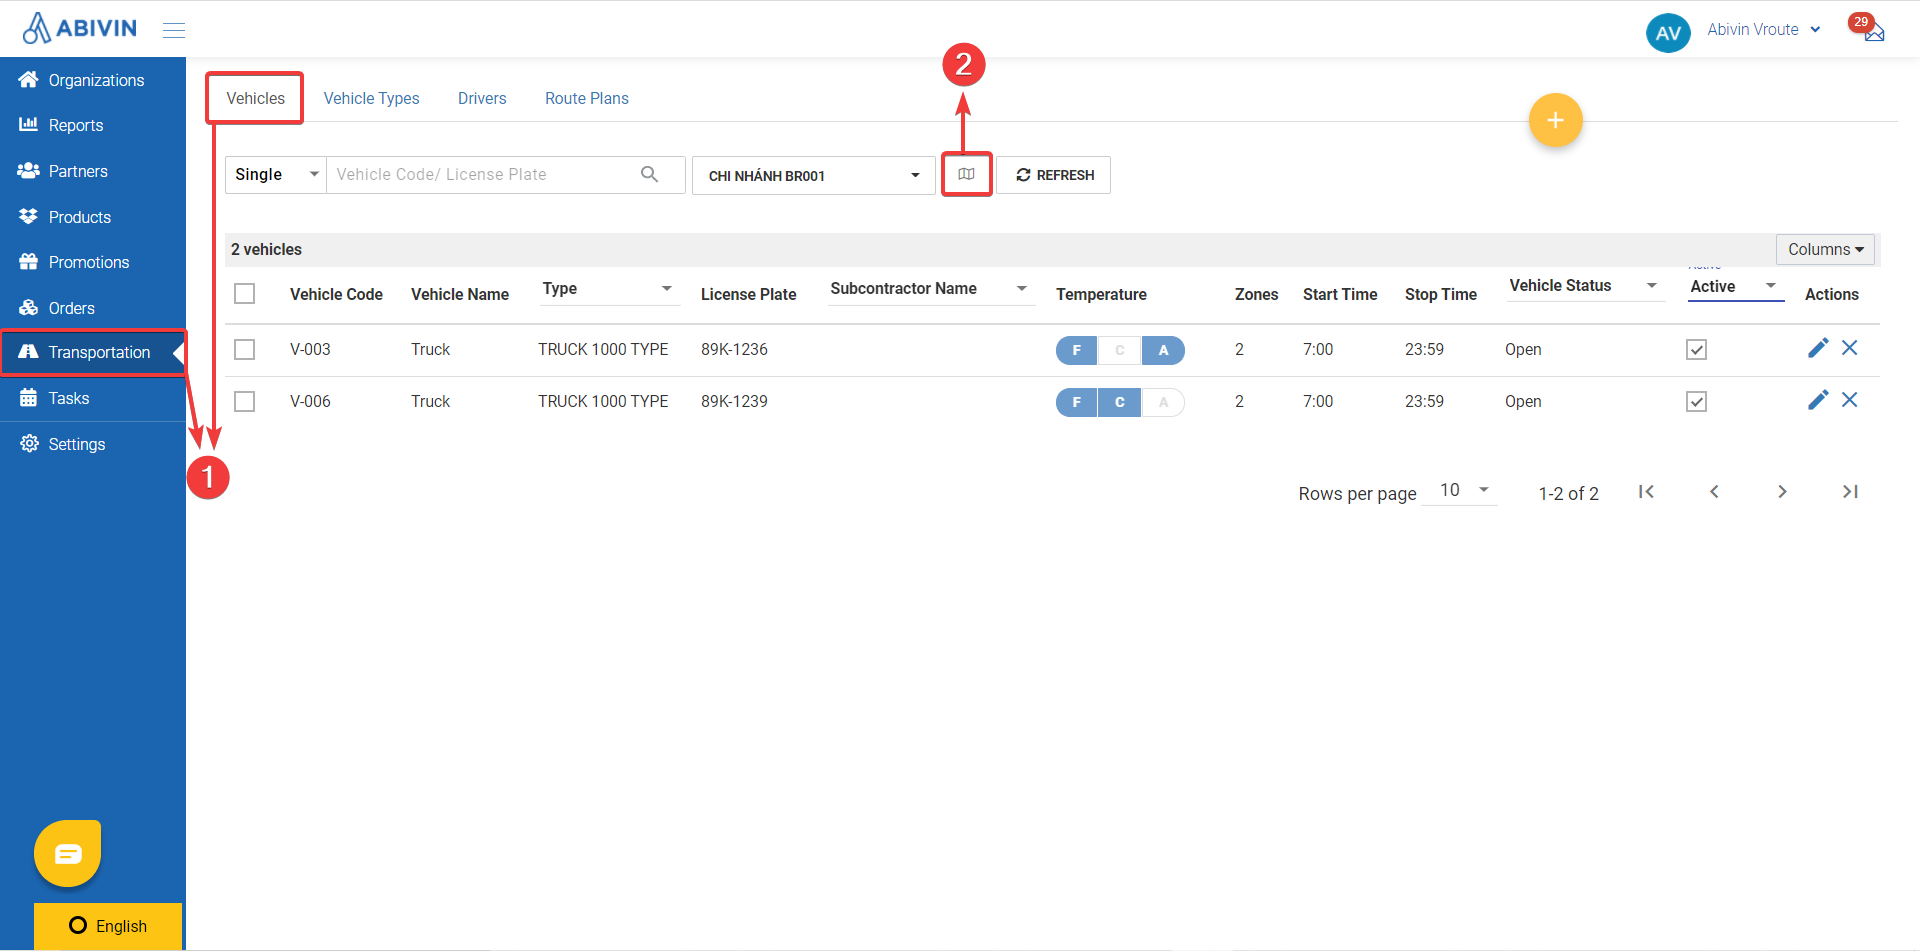 ABIVIN
AV
Abivin Vroute
29
Organizations
Reports
Partners
Products
Promotions
Orders
Transportation
Tasks
Settings
English
1
2
Vehicles Vehicle Types Drivers Route Plans
+
Single Vehicle Code/ License Plate CHI NHÁNH BR001 REFRESH
2 vehicles Columns
Active
Vehicle Code Vehicle Name Type License Plate Subcontractor Name Temperature Zones Start Time Stop Time Vehicle Status Active Actions
V-003 Truck TRUCK 1000 TYPE 89K-1236 F C A 2 7:00 23:59 Open
V-006 Truck TRUCK 1000 TYPE 89K-1239 F C A 2 7:00 23:59 Open
Rows per page 10 1-2 of 2